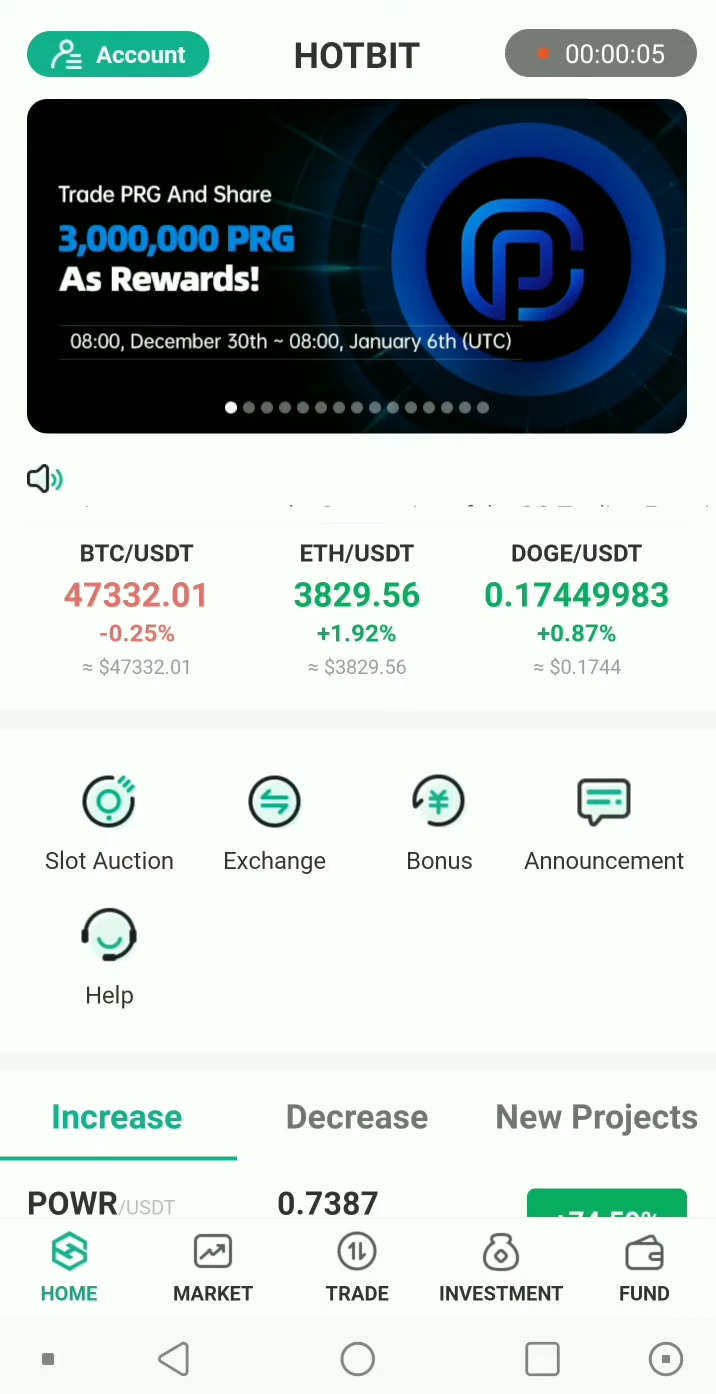 Account
HOTBIT
00:00:05
Trade PRG And Share
3,000,000 PRG
As Rewards!
08:00, December 30th ~ 08:00, January 6th (UTC)
BTC/USDT ETH/USDT DOGE/USDT
47332.01 3829.56 0.17449983
-0.25% +1.92% +0.87%
≈ $47332.01 ≈ $3829.56 ≈ $0.1744
Slot Auction Exchange Bonus Announcement
Help
Increase Decrease New Projects
POWR/USDT 0.7387
HOME MARKET TRADE INVESTMENT FUND